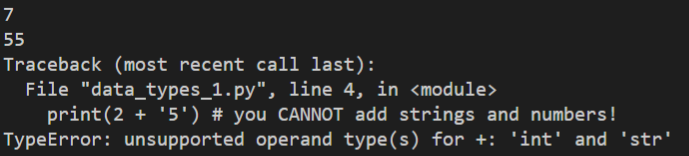 7
55
Traceback (most recent call last):
  File "data_types_1.py", line 4, in <module>
    print(2 + '5') # you CANNOT add strings and numbers!
TypeError: unsupported operand type(s) for +: 'int' and 'str'